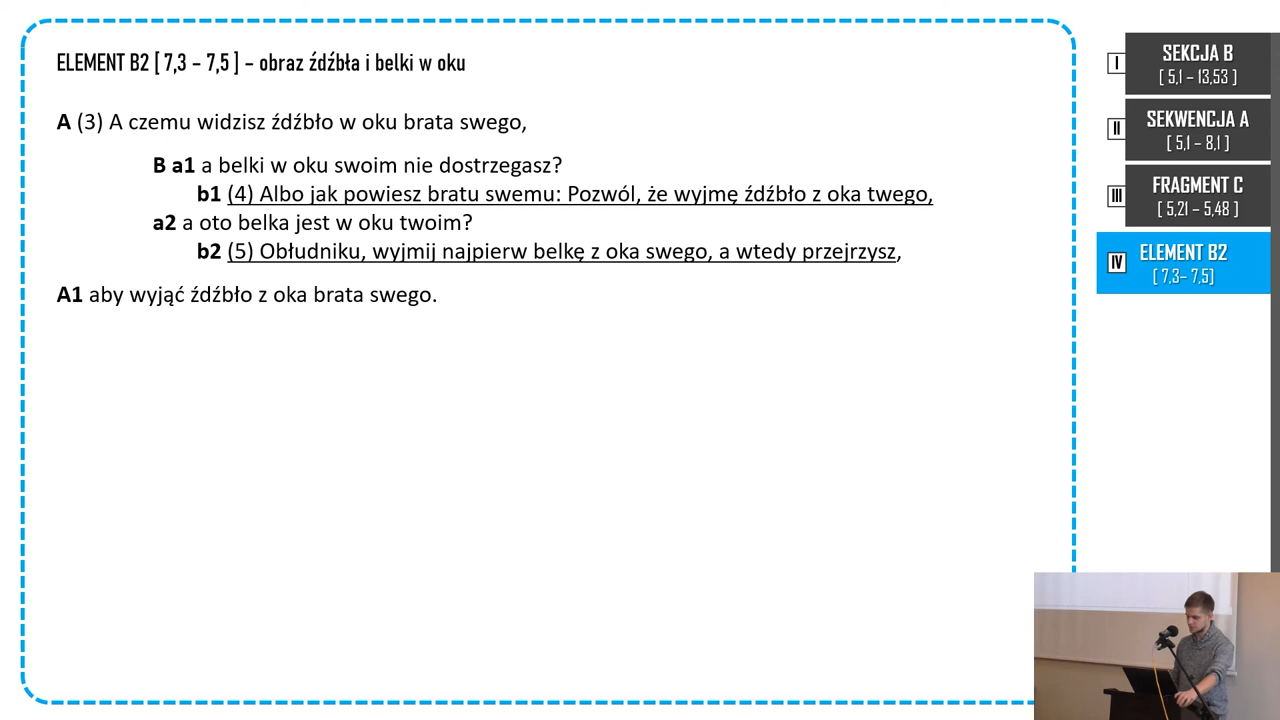 ELEMENT B2 [ 7,3 – 7,5 ] – obraz źdźbła i belki w oku
A (3) A czemu widzisz źdźbło w oku brata swego,
B a1 a belki w oku swoim nie dostrzegasz?
b1 (4) Albo jak powiesz bratu swemu: Pozwól, że wyjmę źdźbło z oka twego,
a2 a oto belka jest w oku twoim?
b2 (5) Obłudniku, wyjmij najpierw belkę z oka swego, a wtedy przejrzysz,
A1 aby wyjąć źdźbło z oka brata swego.
I
SEKCJA B
[ 5,1 – 13,53 ]
II
SEKWENCJA A
[ 5,1 – 8,1 ]
III
FRAGMENT C
[ 5,21 – 5,48 ]
IV
ELEMENT B2
[ 7,3– 7,5]